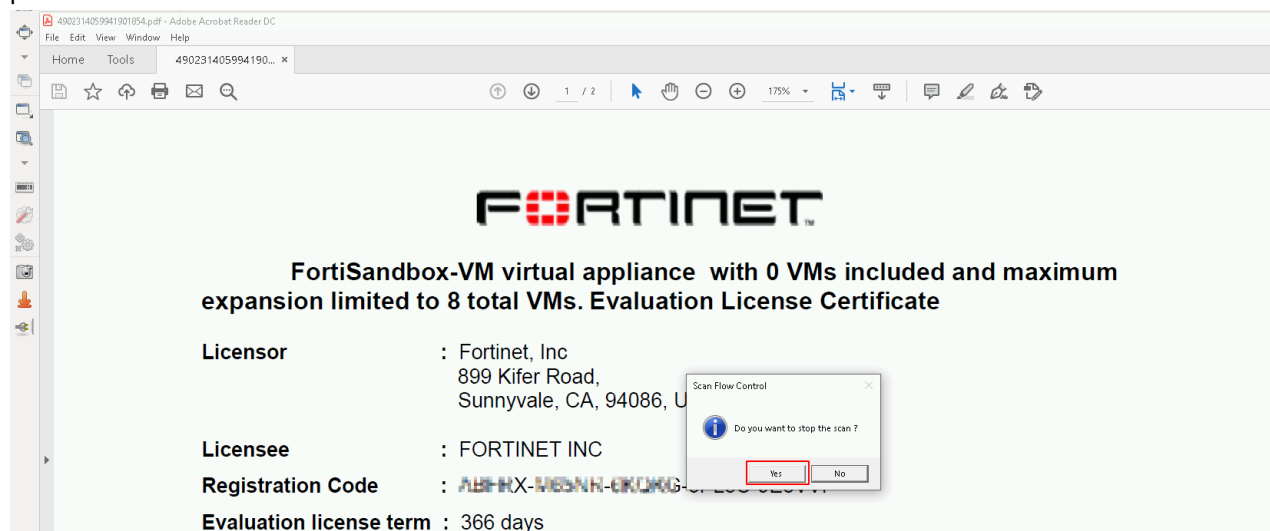 4902314059941901854.pdf - Adobe Acrobat Reader DC
File Edit View Window Help
Home Tools 490231405994190... ×
1 / 2 175%
FORTINET
FortiSandbox-VM virtual appliance with 0 VMs included and maximum
expansion limited to 8 total VMs. Evaluation License Certificate
Licensor : Fortinet, Inc
899 Kifer Road,
Sunnyvale, CA, 94086, U
Scan Flow Control
Do you want to stop the scan ?
Yes No
Licensee : FORTINET INC
Registration Code :
Evaluation license term : 366 days